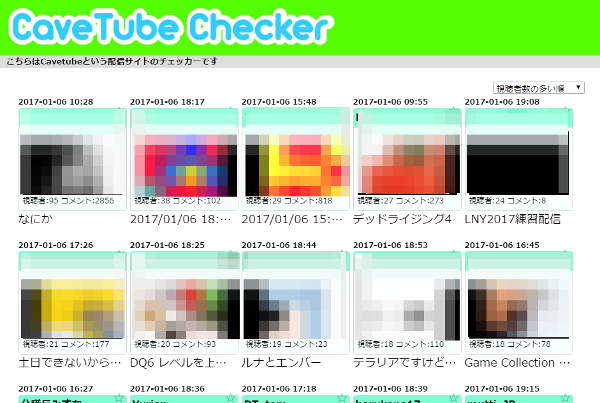 CaveTube Checker
こちらはCavetubeという配信サイトのチェッカーです
視聴者数の多い順
2017-01-06 10:28
2017-01-06 18:17
2017-01-06 15:48
2017-01-06 09:55
2017-01-06 19:08
視聴者:95 コメント:2856
視聴者:38 コメント:102
視聴者:29 コメント:818
視聴者:27 コメント:273
視聴者:24 コメント:8
なにか
2017/01/06 18:…
2017/01/06 15:…
デッドライジング4
LNY2017練習配信
2017-01-06 17:26
2017-01-06 18:25
2017-01-06 18:44
2017-01-06 18:53
2017-01-06 16:45
視聴者:21 コメント:177
視聴者:20 コメント:93
視聴者:19 コメント:23
視聴者:18 コメント:110
視聴者:18 コメント:78
土日できないから…
DQ6 レベルを上…
ルナとエンバー
テラリアですけど…
Game Collection …
2017-01-06 16:27
2017-01-06 18:36
2017-01-06 17:18
2017-01-06 18:39
2017-01-06 19:15